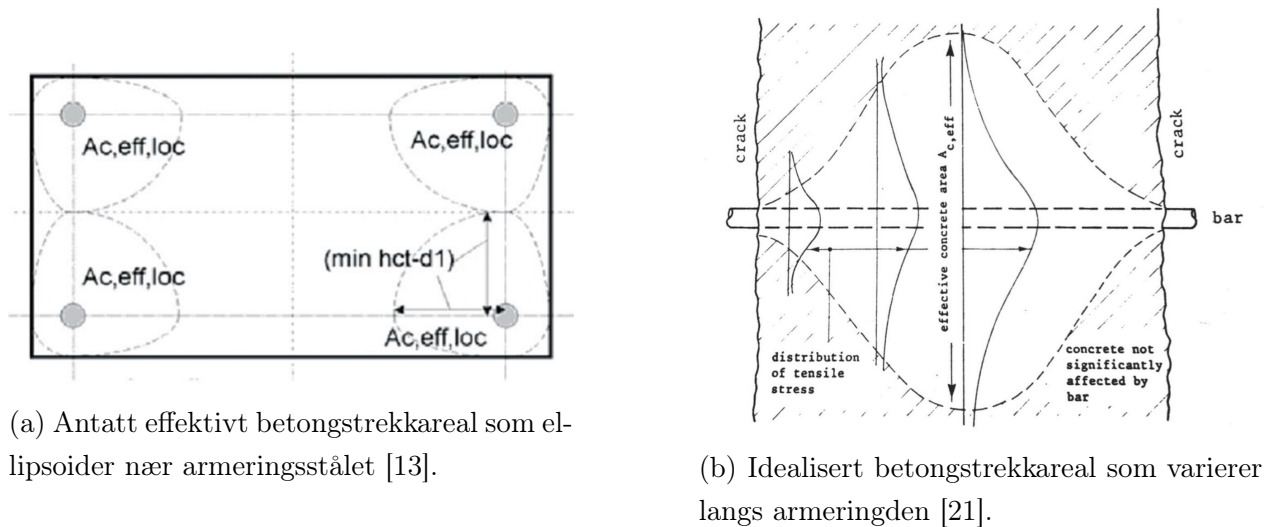 Ac,eff,loc
Ac,eff,loc
Ac,eff,loc
(min hct-d1)
Ac,eff,loc
(a) Antatt effektivt betongstrekkareal som el-
lipsoider nær armeringsstålet [13].
crack
effective concrete area Ac,eff
crack
bar
distribution
of tensile
stress
concrete not
significantly
affected by
bar
(b) Idealisert betongstrekkareal som varierer
langs armeringden [21].